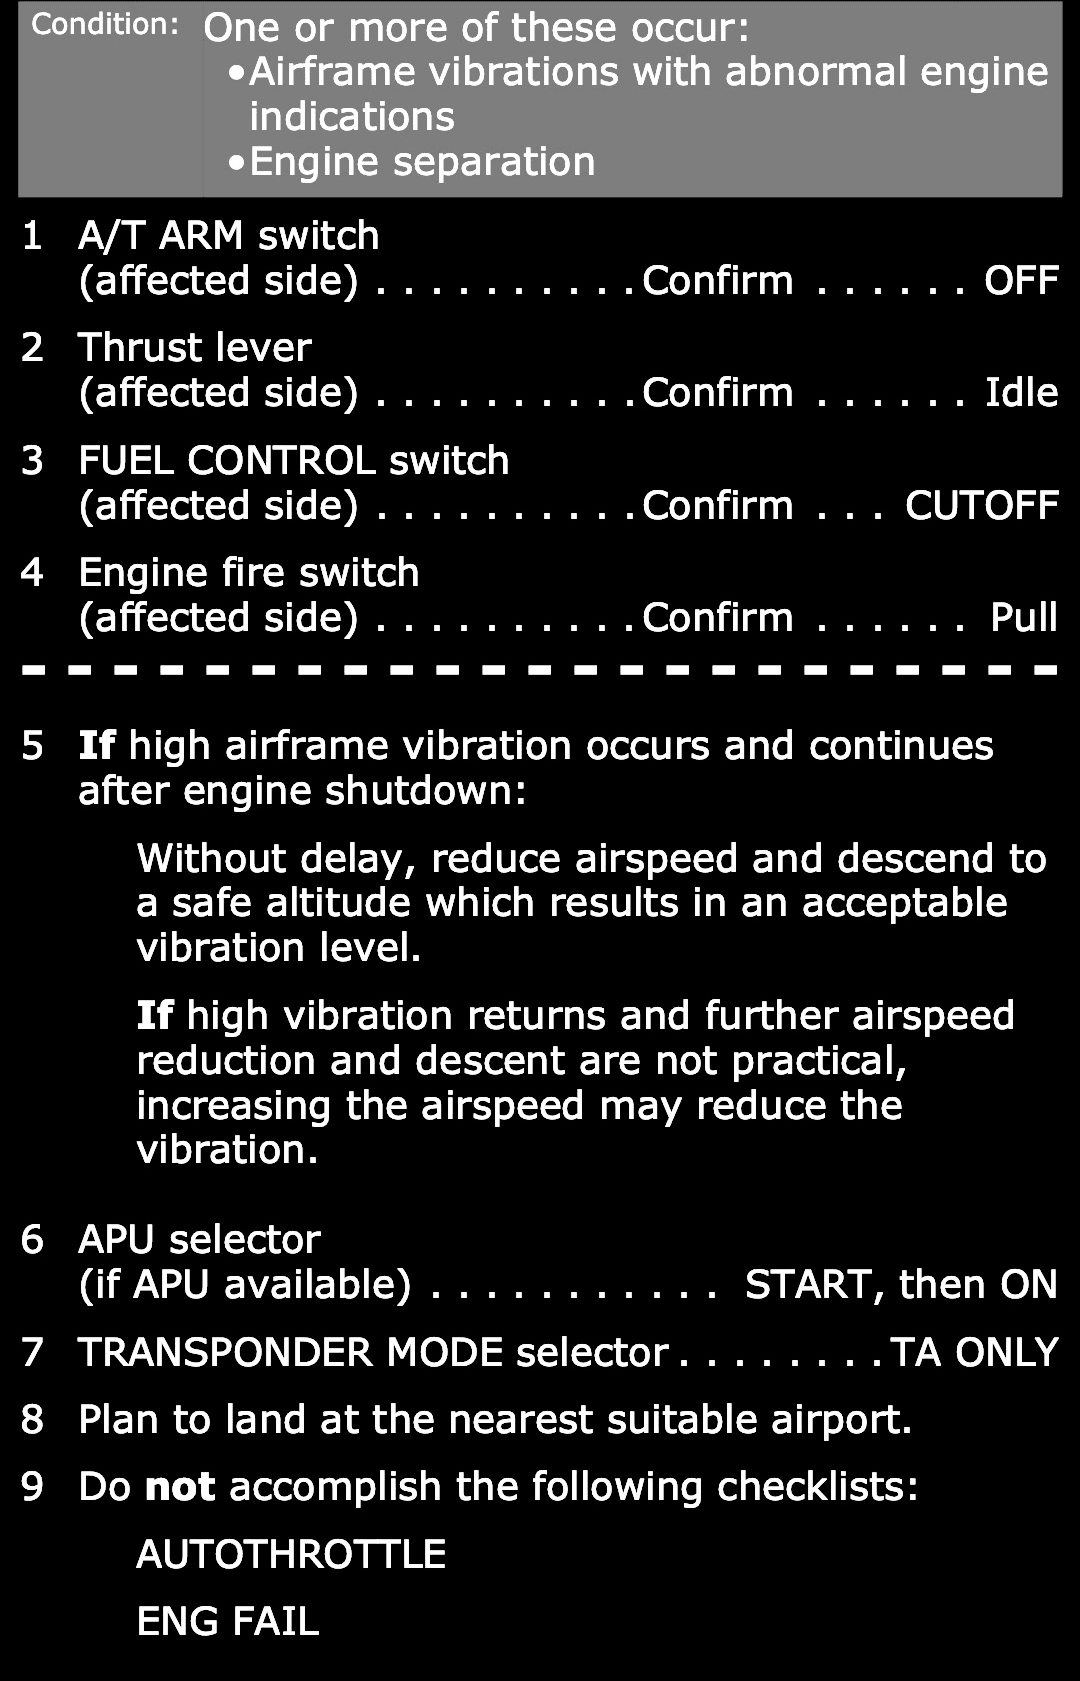 Condition: One or more of these occur:
•Airframe vibrations with abnormal engine
indications
•Engine separation
1 A/T ARM switch
(affected side) . . . . . . . . . . Confirm . . . . . . OFF
2 Thrust lever
(affected side) . . . . . . . . . . Confirm . . . . . . Idle
3 FUEL CONTROL switch
(affected side) . . . . . . . . . . Confirm . . . CUTOFF
4 Engine fire switch
(affected side) . . . . . . . . . . Confirm . . . . . . Pull
5 If high airframe vibration occurs and continues
after engine shutdown:
Without delay, reduce airspeed and descend to
a safe altitude which results in an acceptable
vibration level.
If high vibration returns and further airspeed
reduction and descent are not practical,
increasing the airspeed may reduce the
vibration.
6 APU selector
(if APU available) . . . . . . . . . . . START, then ON
7 TRANSPONDER MODE selector . . . . . . . . TA ONLY
8 Plan to land at the nearest suitable airport.
9 Do not accomplish the following checklists:
AUTOTHROTTLE
ENG FAIL